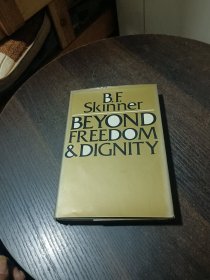 B.F.
Skinner
BEYOND
FREEDOM
& DIGNITY